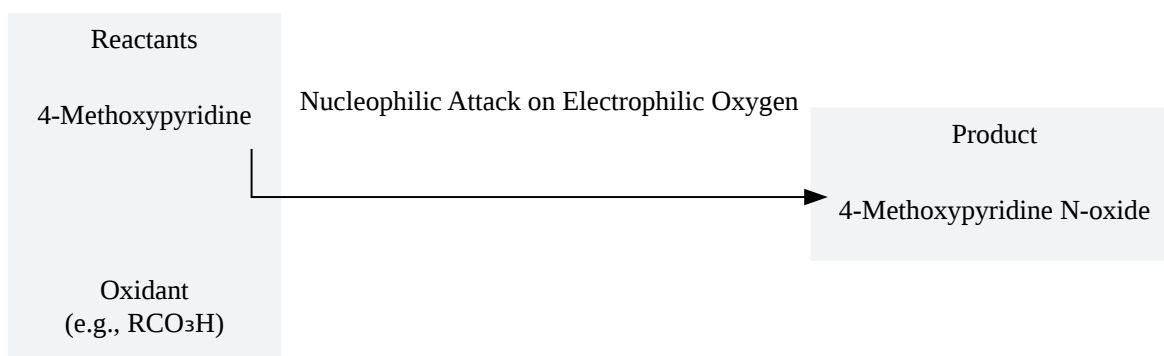 Reactants
4-Methoxypyridine
Nucleophilic Attack on Electrophilic Oxygen
Product
4-Methoxypyridine N-oxide
Oxidant
(e.g., RCO₃H)